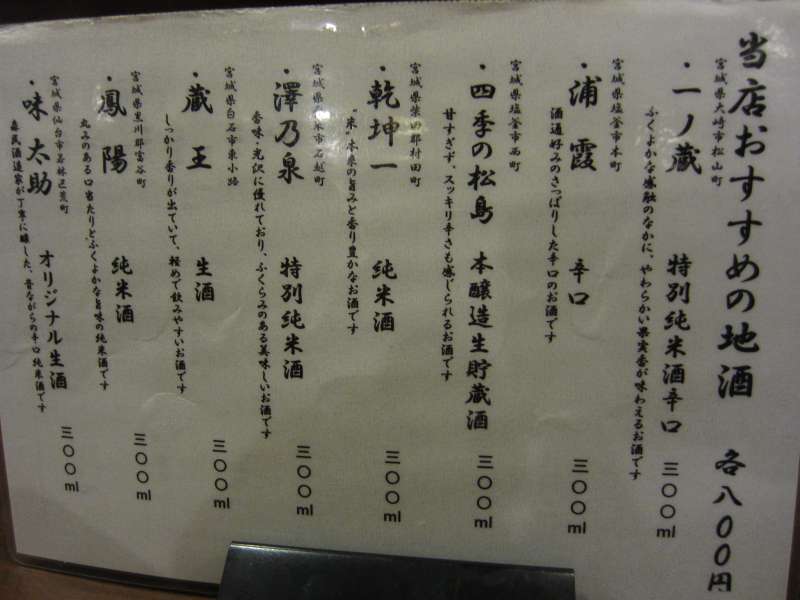 当店おすすめの地酒 各八〇〇円
宮城県大崎市松山町
・一ノ蔵 特別純米酒辛口 三〇〇ml
ふくよかな感触のなかに、やわらかい果実香が味わえるお酒です
宮城県塩釜市本町
・浦霞 辛口 三〇〇ml
酒通好みのさっぱりした辛口のお酒です
宮城県塩釜市西町
・四季の松島 本醸造生貯蔵酒 三〇〇ml
甘すぎず、スッキリ辛さも感じられるお酒です
宮城県柴田郡村田町
・乾坤一 純米酒 三〇〇ml
"米"本来の旨みと香り豊かなお酒です
宮城県 米市石越町
・澤乃泉 特別純米酒 三〇〇ml
香味・光沢に優れており、ふくらみのある美味しいお酒です
宮城県白石市東小路
・蔵王 生酒 三〇〇ml
しっかり香りが出ていて、軽めで飲みやすいお酒です
宮城県黒川郡富谷町
・鳳陽 純米酒 三〇〇ml
丸みのある口当たりとふくよかな旨味の純米酒です
宮城県仙台市若林区荒町
・味太助 オリジナル生酒 三〇〇ml
森民酒造家が丁寧に醸した、昔ながらの辛口純米酒です